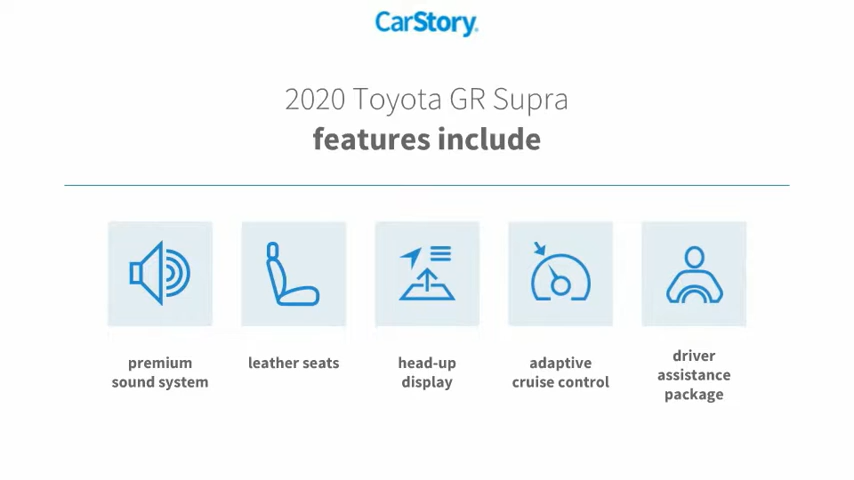 CarStory.
2020 Toyota GR Supra
features include
premium
sound system
leather seats
head-up
display
adaptive
cruise control
driver
assistance
package